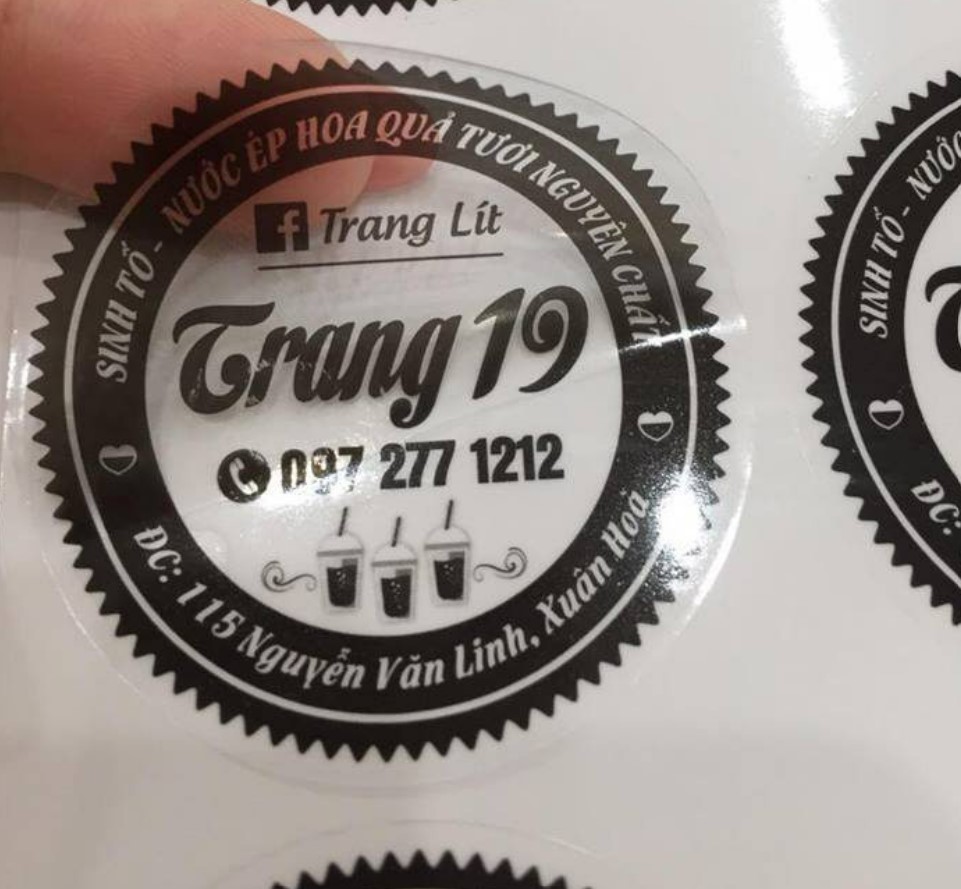 SINH TỐ - NƯỚC ÉP HOA QUẢ TƯƠI NGUYÊN CHẤT
f Trang Lít
Trang 19
097 277 1212
ĐC: 115 Nguyễn Văn Linh, Xuân Hoà
SINH TỐ - NƯỚC
ĐC: